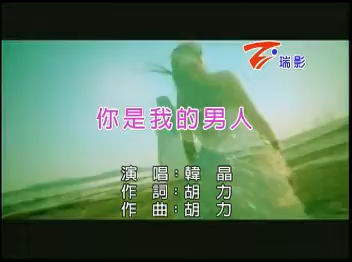 瑞影
你是我的男人
演 唱：韓 晶
作 詞：胡 力
作 曲：胡 力